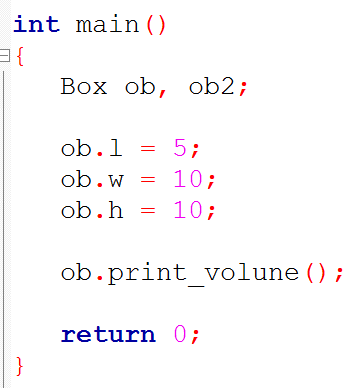 int main()
{
Box ob, ob2;
ob.l = 5;
ob.w = 10;
ob.h = 10;
ob.print_volune();
return 0;
}